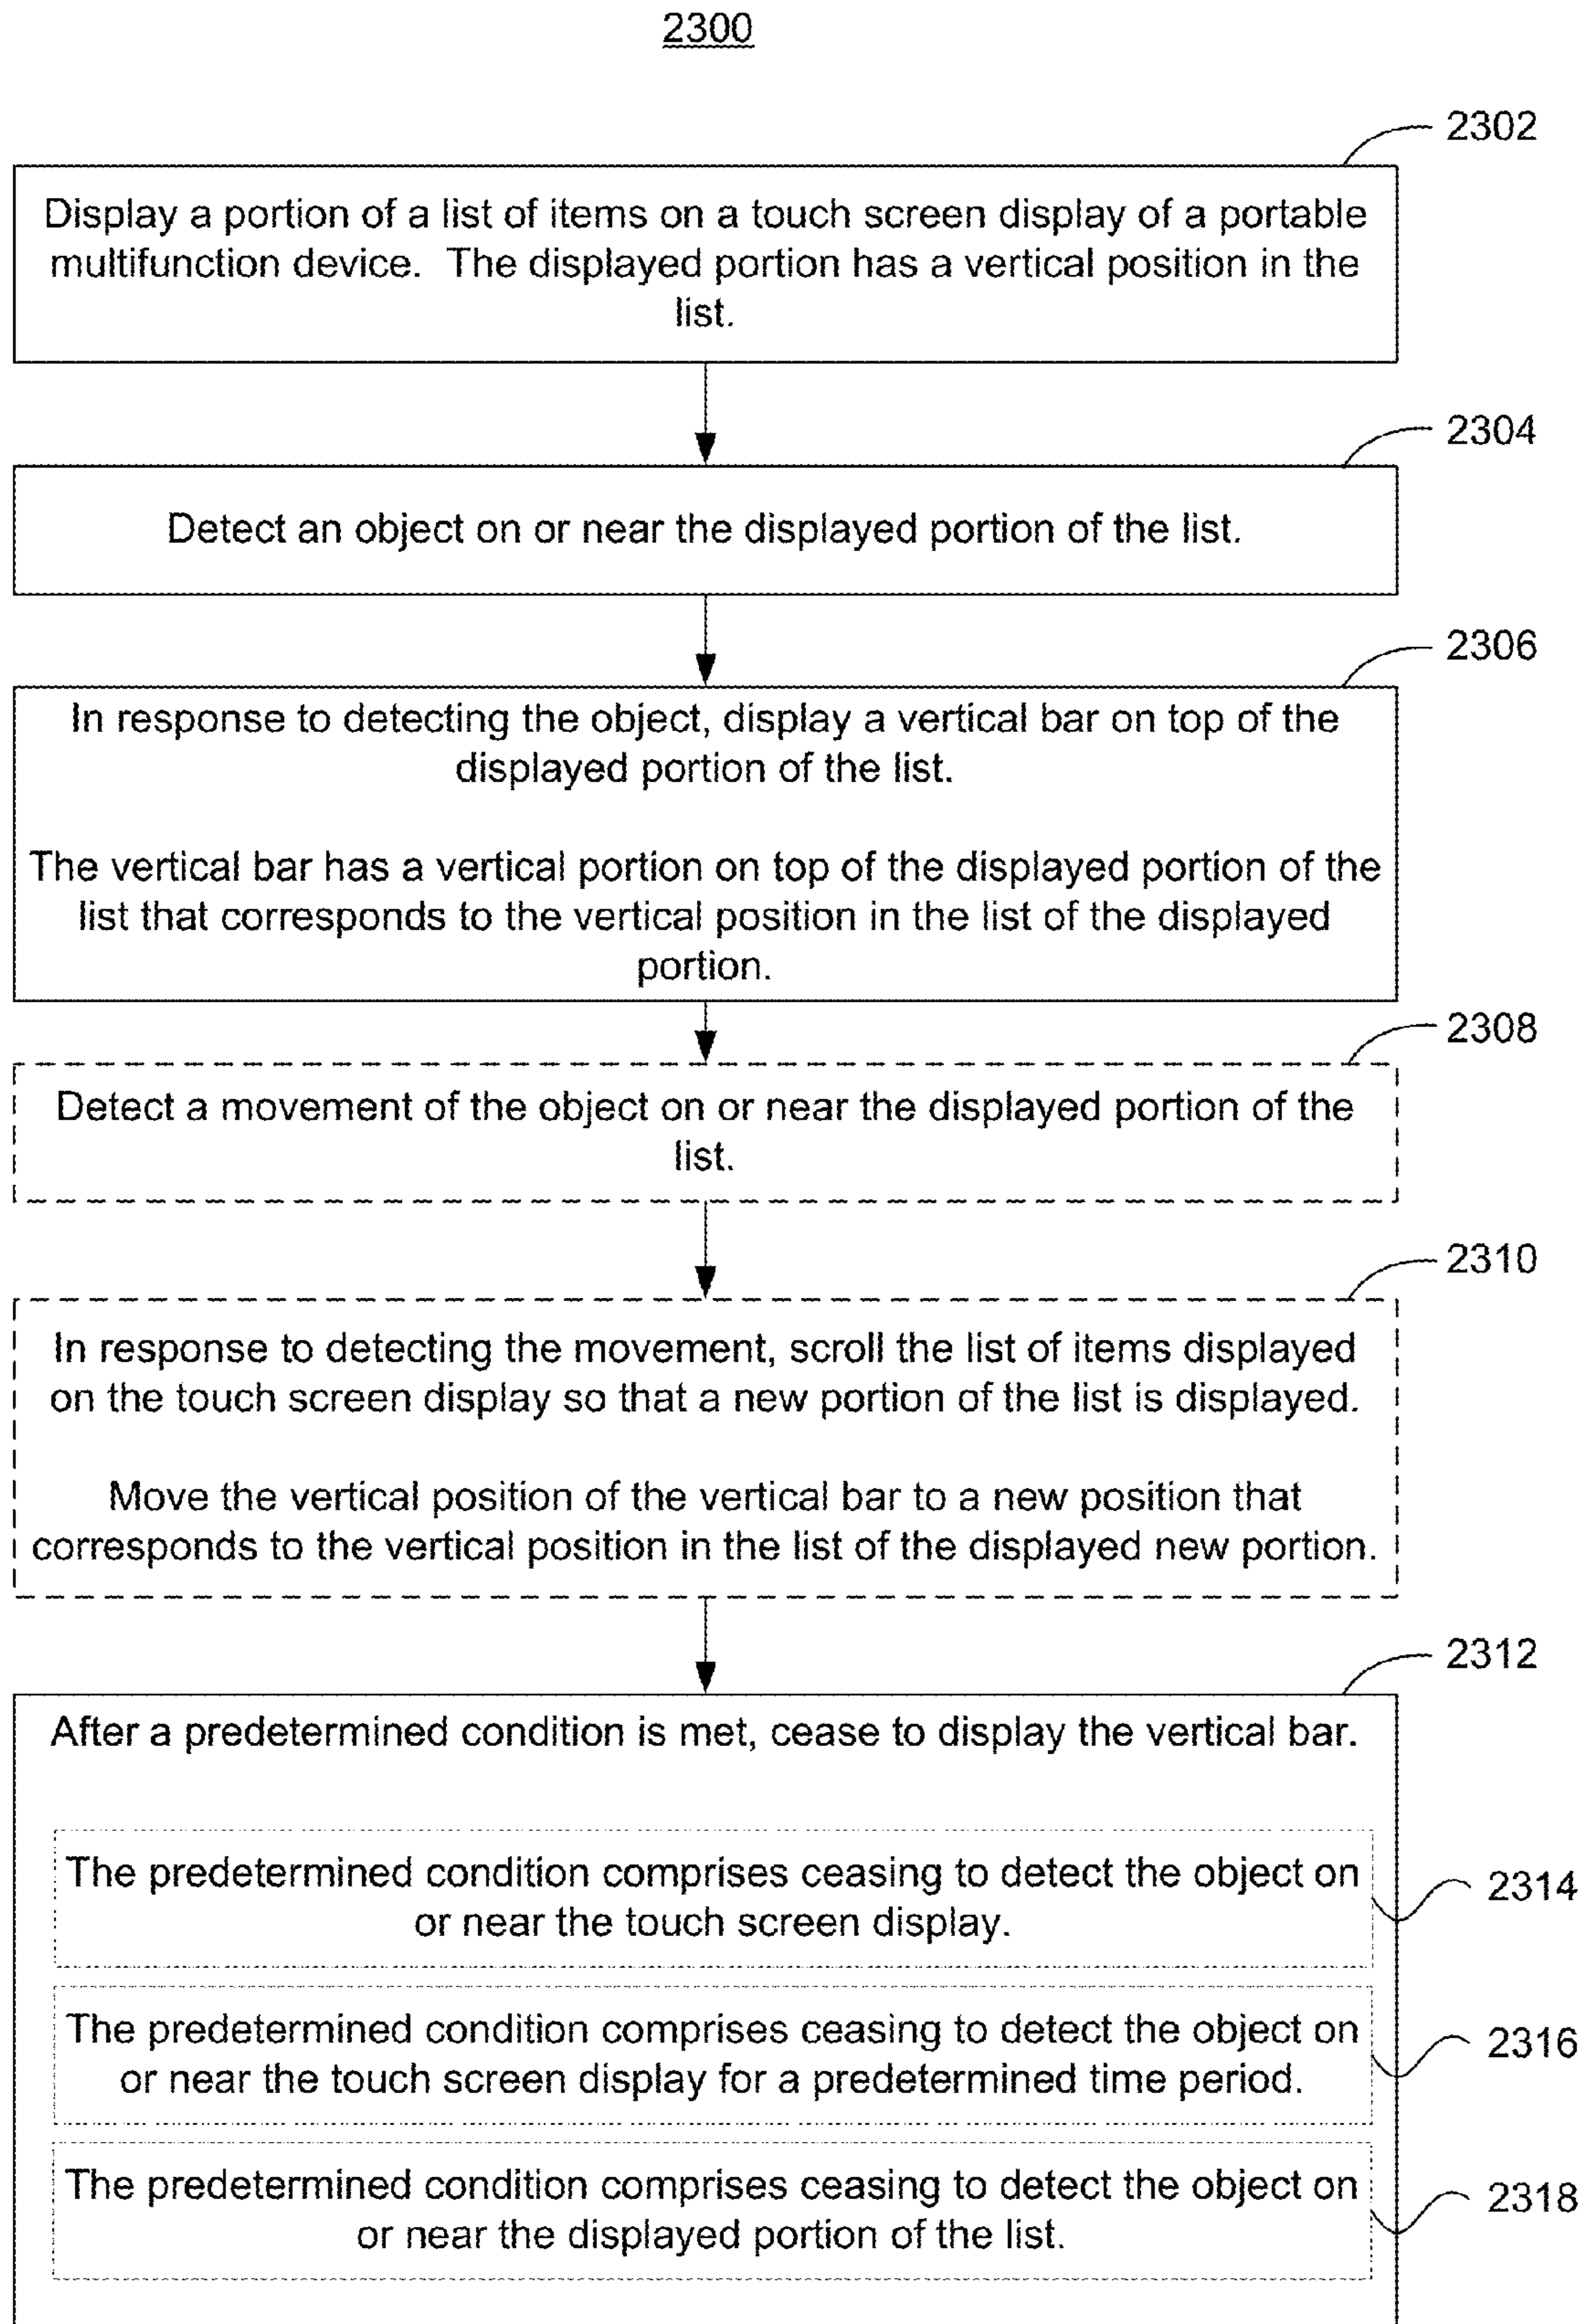 2300
2302
Display a portion of a list of items on a touch screen display of a portable
multifunction device.  The displayed portion has a vertical position in the
list.
2304
Detect an object on or near the displayed portion of the list.
2306
In response to detecting the object, display a vertical bar on top of the
displayed portion of the list.
The vertical bar has a vertical portion on top of the displayed portion of the
list that corresponds to the vertical position in the list of the displayed
portion.
2308
Detect a movement of the object on or near the displayed portion of the
list.
2310
In response to detecting the movement, scroll the list of items displayed
on the touch screen display so that a new portion of the list is displayed.
Move the vertical position of the vertical bar to a new position that
corresponds to the vertical position in the list of the displayed new portion.
2312
After a predetermined condition is met, cease to display the vertical bar.
The predetermined condition comprises ceasing to detect the object on
or near the touch screen display.
2314
The predetermined condition comprises ceasing to detect the object on
or near the touch screen display for a predetermined time period.
2316
The predetermined condition comprises ceasing to detect the object on
or near the displayed portion of the list.
2318